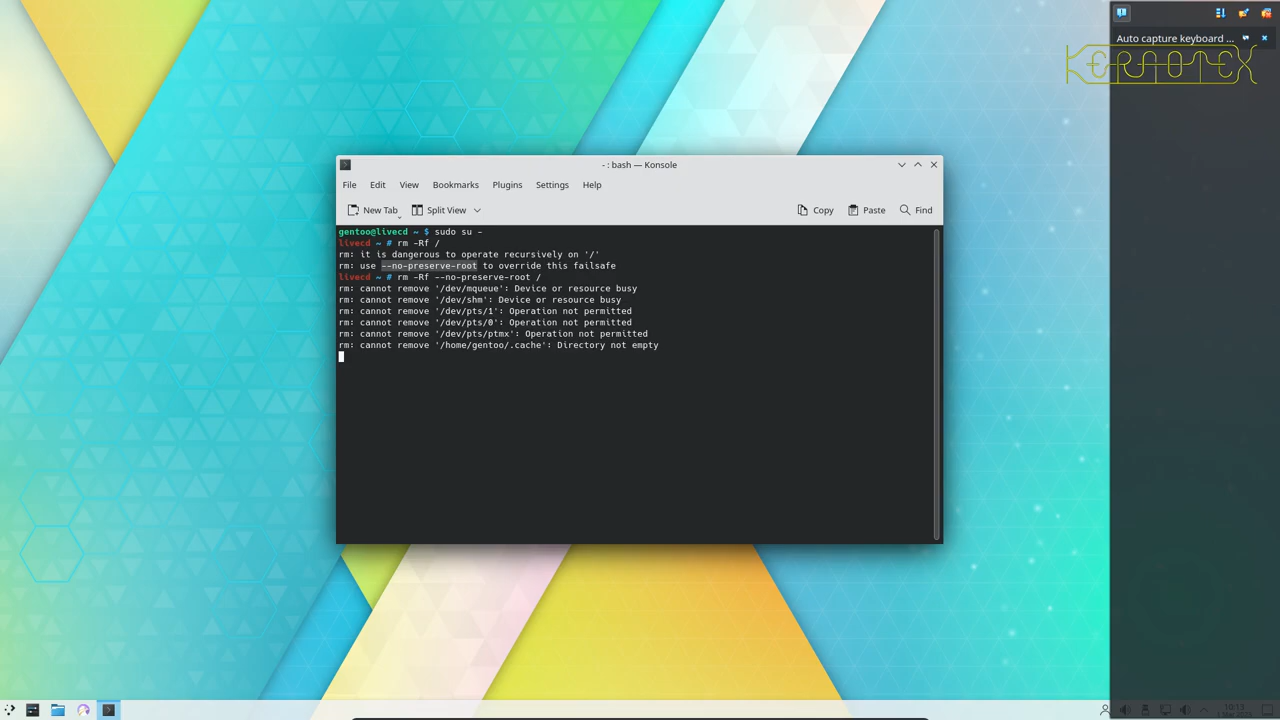 Auto capture keyboard ...
KERNOTEX
- : bash — Konsole
File Edit View Bookmarks Plugins Settings Help
New Tab Split View Copy Paste Find
gentoo@livecd ~ $ sudo su -
livecd ~ # rm -Rf /
rm: it is dangerous to operate recursively on '/'
rm: use --no-preserve-root to override this failsafe
livecd ~ # rm -Rf --no-preserve-root /
rm: cannot remove '/dev/mqueue': Device or resource busy
rm: cannot remove '/dev/shm': Device or resource busy
rm: cannot remove '/dev/pts/1': Operation not permitted
rm: cannot remove '/dev/pts/0': Operation not permitted
rm: cannot remove '/dev/pts/ptmx': Operation not permitted
rm: cannot remove '/home/gentoo/.cache': Directory not empty
10:13